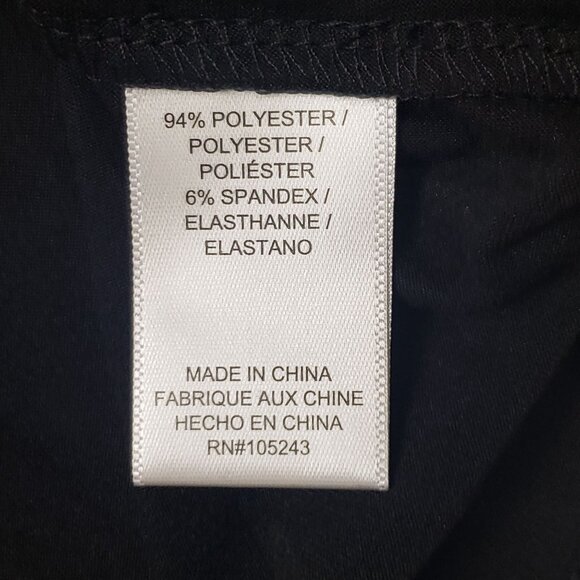 94% POLYESTER /
POLYESTER /
POLIÉSTER
6% SPANDEX /
ELASTHANNE /
ELASTANO
MADE IN CHINA
FABRIQUE AUX CHINE
HECHO EN CHINA
RN#105243